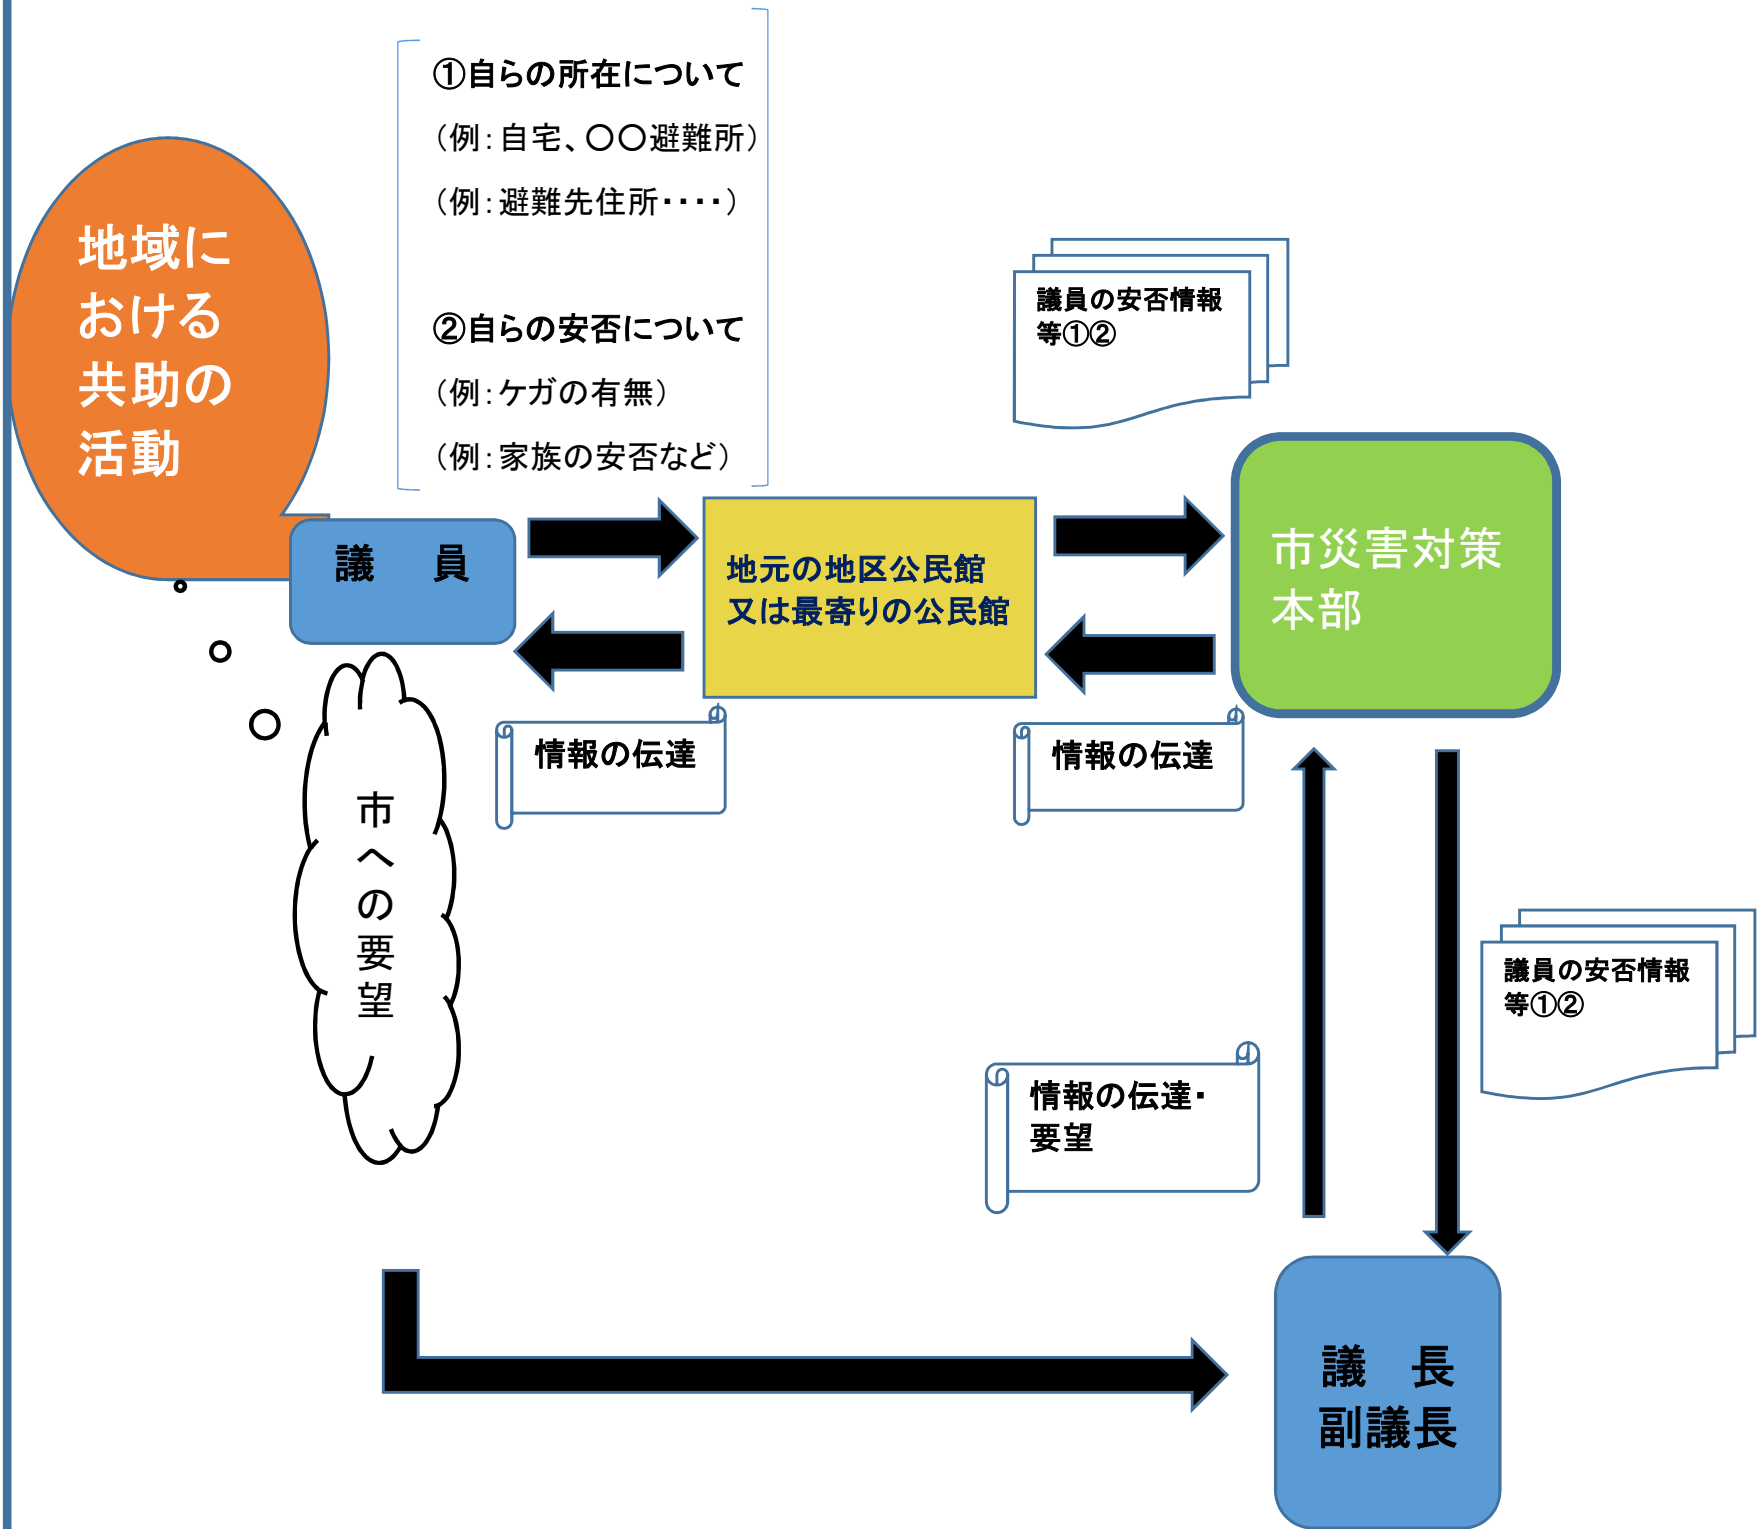 ①自らの所在について
（例：自宅、〇〇避難所）
（例：避難先住所・・・・）
②自らの安否について
（例：ケガの有無）
（例：家族の安否など）
地域に
おける
共助の
活動
議員の安否情報
等①②
議　員
地元の地区公民館
又は最寄りの公民館
市災害対策
本部
情報の伝達
情報の伝達
市への要望
議員の安否情報
等①②
情報の伝達・
要望
議　長
副議長